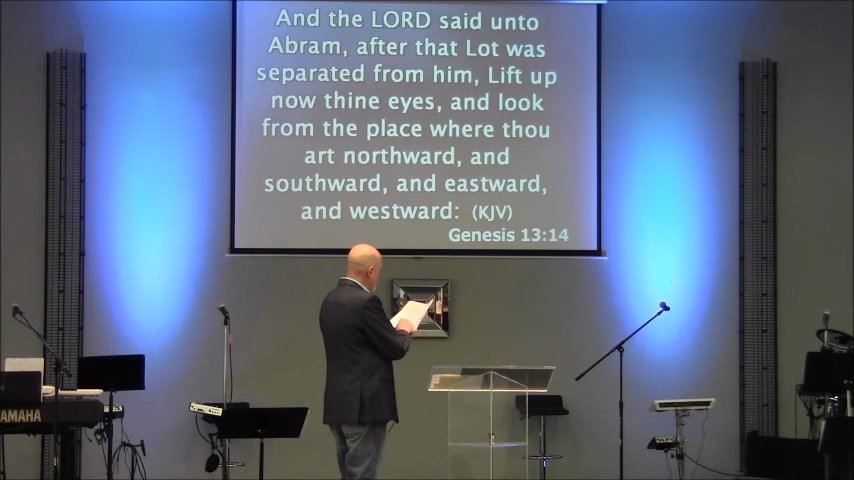 And the LORD said unto
Abram, after that Lot was
separated from him, Lift up
now thine eyes, and look
from the place where thou
art northward, and
southward, and eastward,
and westward: (KJV)
Genesis 13:14
YAMAHA